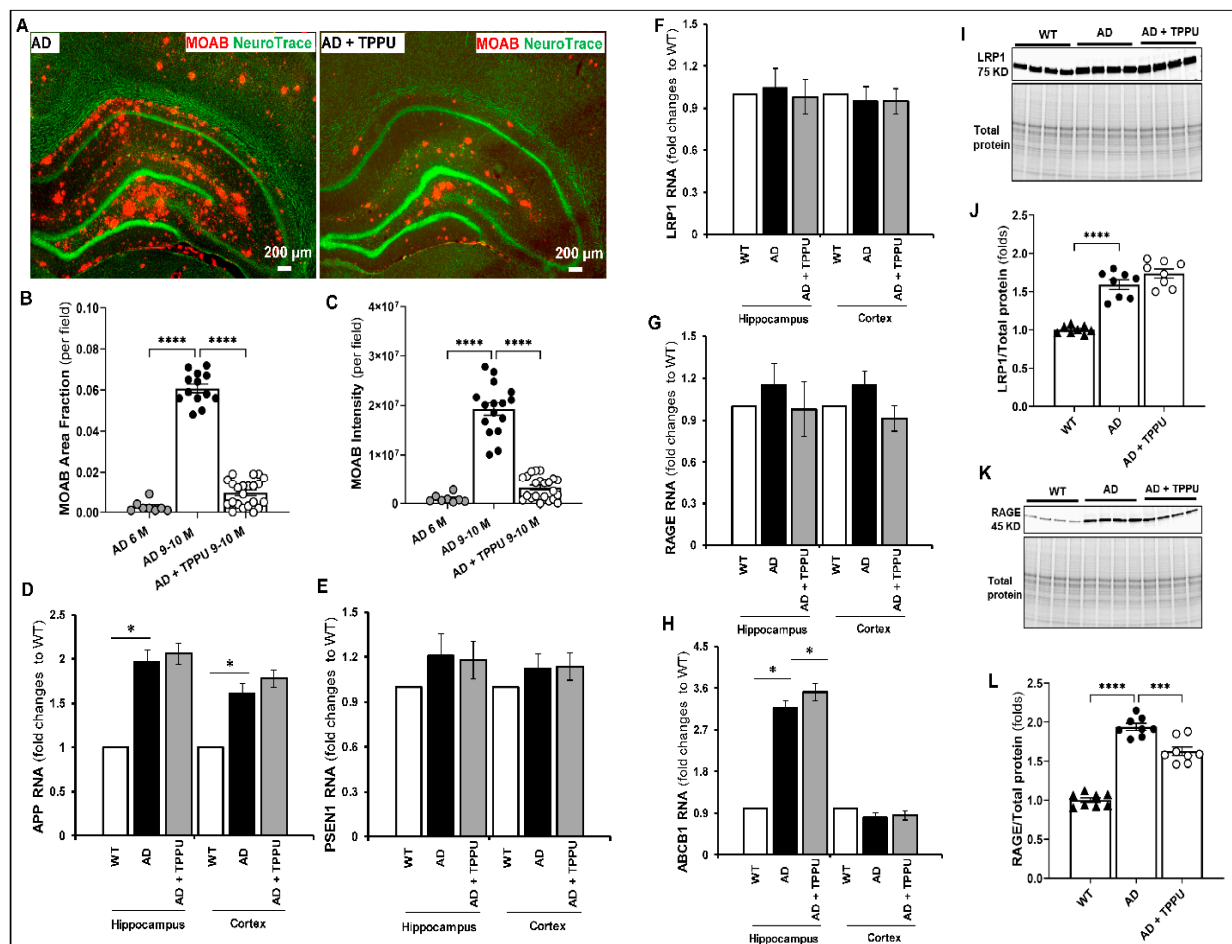 A
AD
MOAB NeuroTrace
200 µm
AD + TPPU
MOAB NeuroTrace
200 µm
B
MOAB Area Fraction (per field)
0.10
0.08
0.06
0.04
0.02
0.00
**** ****
AD 6 M
AD 9-10 M
AD + TPPU 9-10 M
C
MOAB Intensity (per field)
4×10⁷
3×10⁷
2×10⁷
1×10⁷
0
**** ****
AD 6 M
AD 9-10 M
AD + TPPU 9-10 M
D
APP RNA (fold changes to WT)
2.5
2
1.5
1
0.5
0
*
*
WT
AD
AD + TPPU
WT
AD
AD + TPPU
Hippocampus
Cortex
E
PSEN1 RNA (fold changes to WT)
1.5
1.2
0.9
0.6
0.3
0
WT
AD
AD + TPPU
WT
AD
AD + TPPU
Hippocampus
Cortex
F
LRP1 RNA (fold changes to WT)
1.5
1.2
0.9
0.6
0.3
0
WT
AD
AD + TPPU
WT
AD
AD + TPPU
Hippocampus
Cortex
G
RAGE RNA (fold changes to WT)
1.5
1.2
0.9
0.6
0.3
0
WT
AD
AD + TPPU
WT
AD
AD + TPPU
Hippocampus
Cortex
H
ABCB1 RNA (fold changes to WT)
4.5
3.6
2.7
1.8
0.9
0
*
*
WT
AD
AD + TPPU
WT
AD
AD + TPPU
Hippocampus
Cortex
I
WT AD AD + TPPU
LRP1
75 KD
Total
protein
J
LRP1/Total protein (folds)
2.5
2.0
1.5
1.0
0.5
0.0
****
WT
AD
AD + TPPU
K
WT AD AD + TPPU
RAGE
45 KD
Total
protein
L
RAGE/Total protein (folds)
2.5
2.0
1.5
1.0
0.5
0.0
**** ***
WT
AD
AD + TPPU